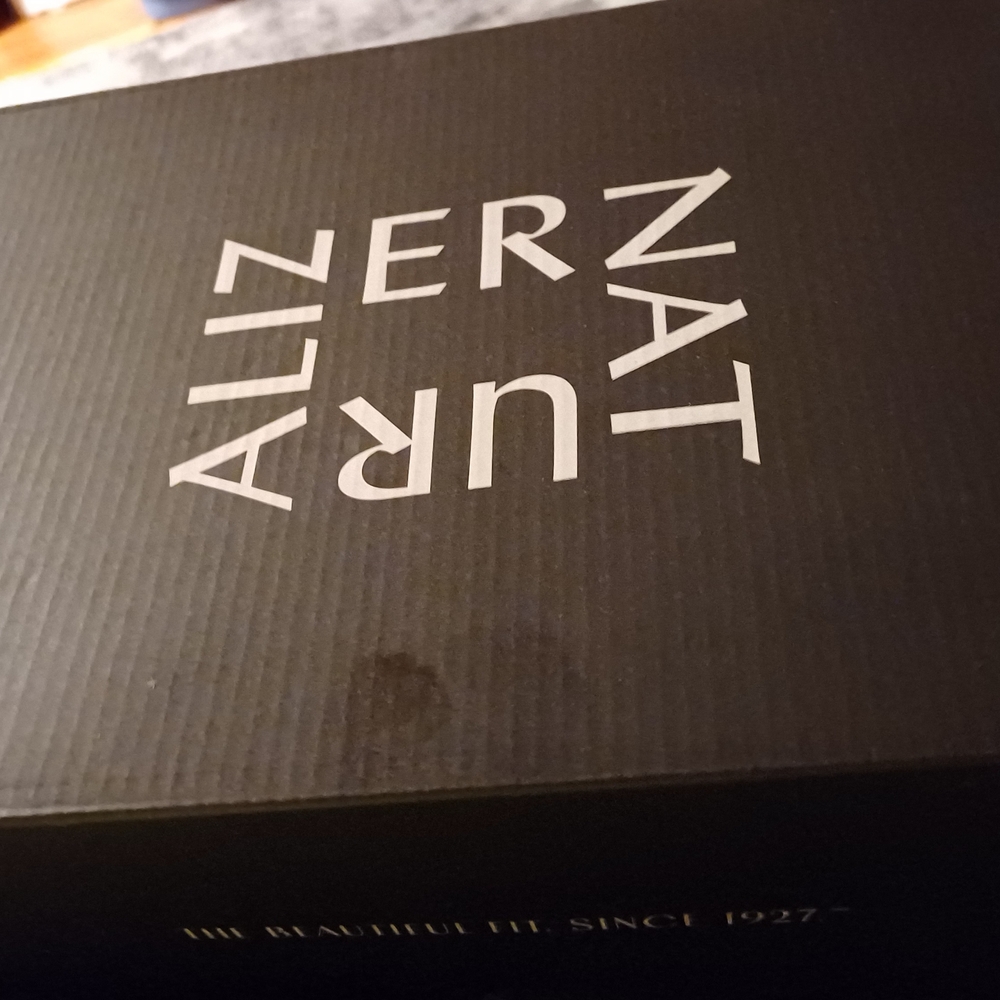 NATURALIZER
THE BEAUTIFUL FIT. SINCE 1927